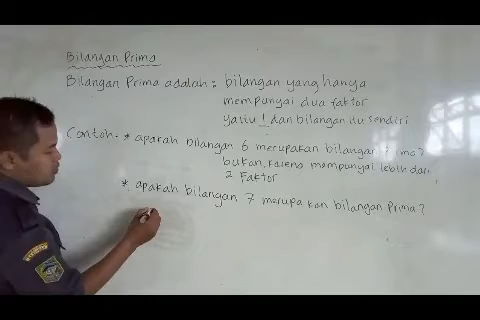 Bilangan Prima
Bilangan Prima adalah : bilangan yang hanya
mempunyai dua faktor
yaitu 1 dan bilangan itu sendiri
Contoh - * apakah bilangan 6 merupakan bilangan
bukan, karena mempunyai lebih dari
2 Faktor
* apakah bilangan 7 merupakan bilangan Prima ?